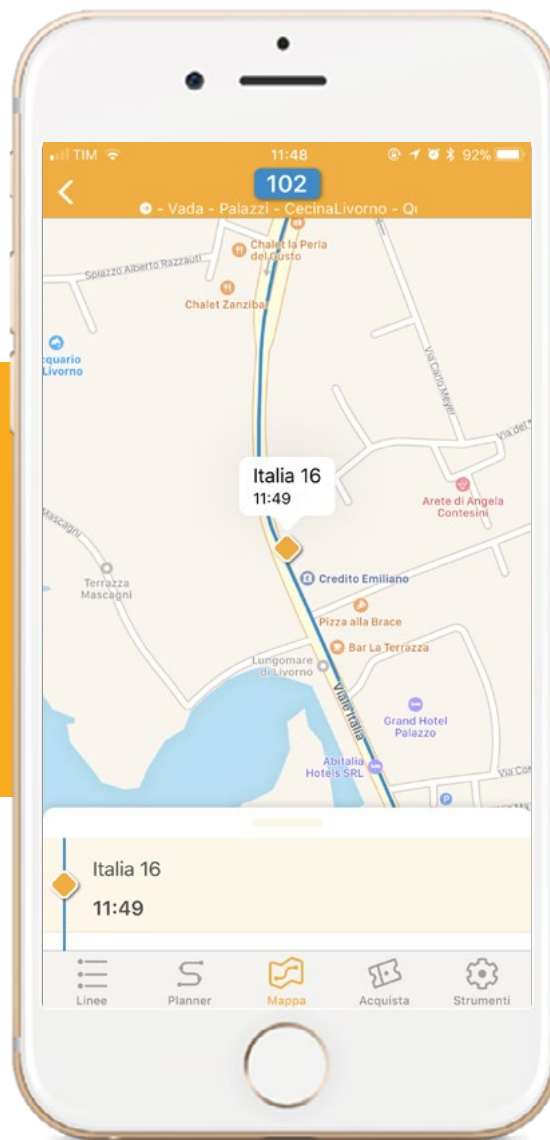 TIM
11:48
92%
102
- Vada - Palazzi - CecinaLivorno - Qu
Chalet la Perla
del Gusto
Spiazzo Alberto Razzauti
Chalet Zanzibar
cquario
Livorno
Via Carlo Meyer
Via del
Italia 16
11:49
Arete di Angela
Contesini
Mascagni
Credito Emiliano
Terrazza
Mascagni
Pizza alla Brace
Bar La Terrazza
Lungomare
di Livorno
Viale Italia
Grand Hotel
Palazzo
Abitalia
Hotels SRL
Via Cor
P
Italia 16
11:49
Linee
Planner
Mappa
Acquista
Strumenti